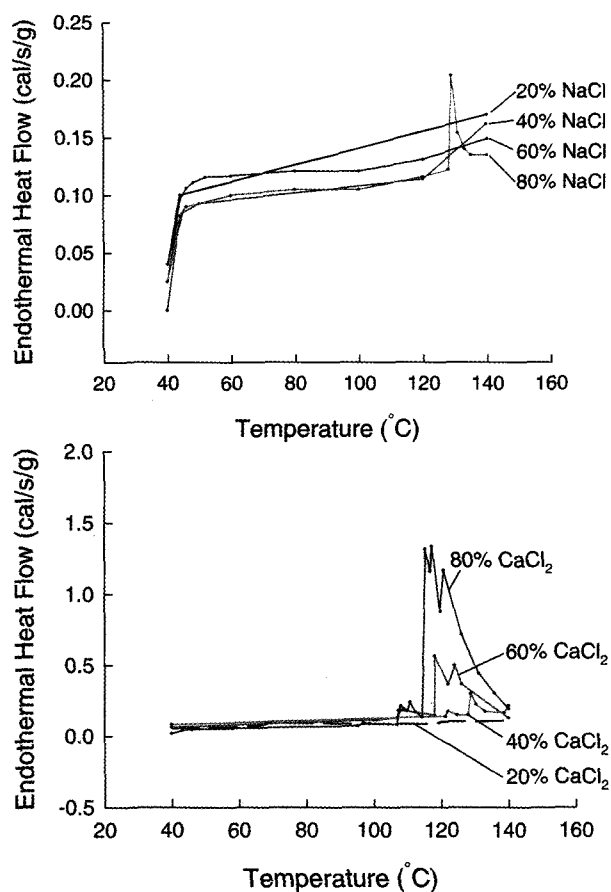 Endothermal Heat Flow (cal/s/g)
0.25
0.20
0.15
0.10
0.05
0.00
20% NaCl
40% NaCl
60% NaCl
80% NaCl
20 40 60 80 100 120 140 160
Temperature (°C)
Endothermal Heat Flow (cal/s/g)
2.0
1.5
1.0
0.5
0.0
-0.5
80% CaCl₂
60% CaCl₂
40% CaCl₂
20% CaCl₂
20 40 60 80 100 120 140 160
Temperature (°C)